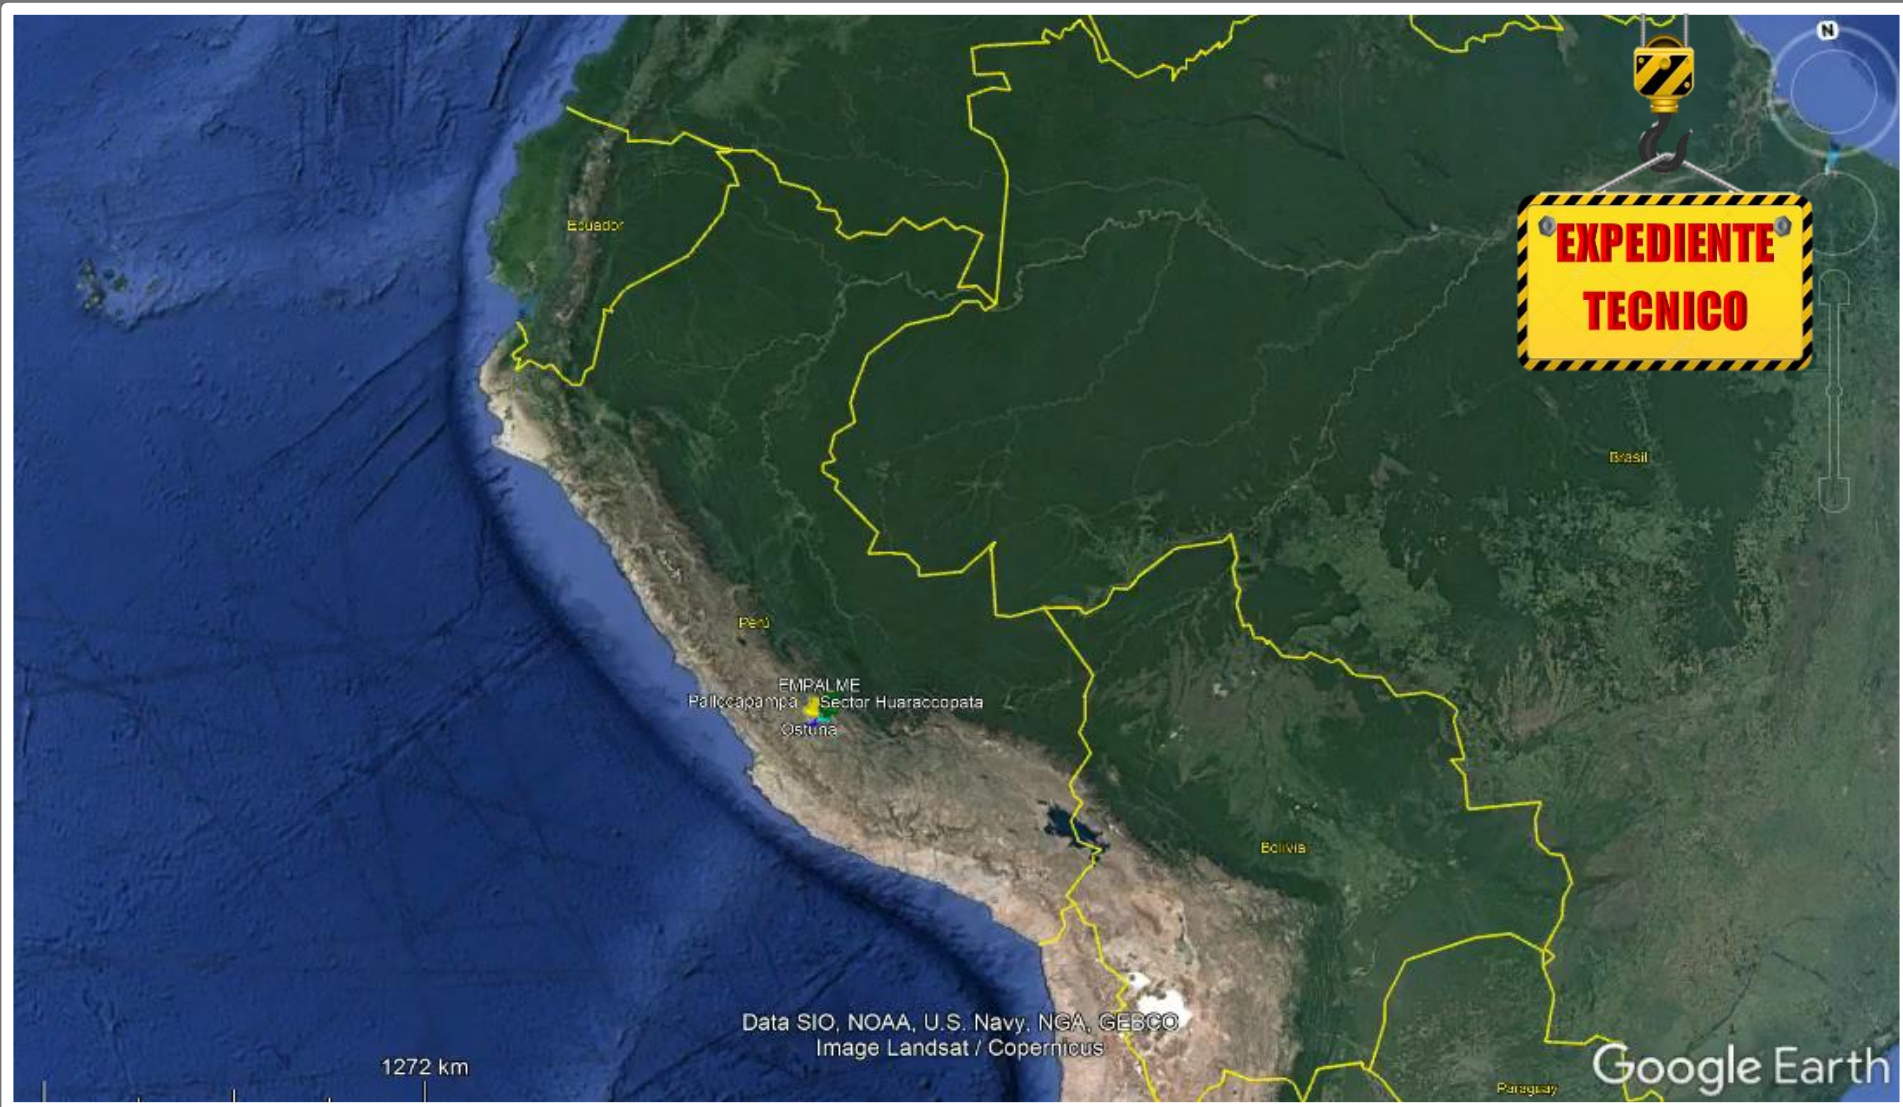 N
EXPEDIENTE
TECNICO
Ecuador
Brasil
Perú
EMPALME
Pallccapampa
Sector Huaraccopata
Ostuna
Bolivia
Data SIO, NOAA, U.S. Navy, NGA, GEBCO
Image Landsat / Copernicus
1272 km
Google Earth
Paraguay